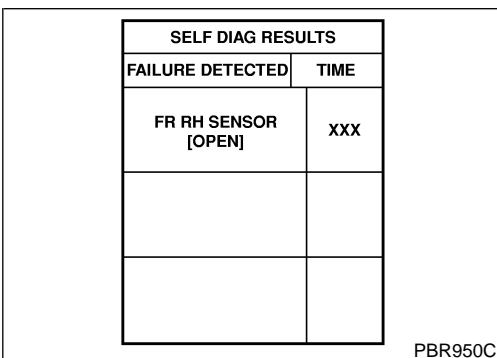 SELF DIAG RESULTS
FAILURE DETECTED TIME
FR RH SENSOR
[OPEN]
XXX
PBR950C